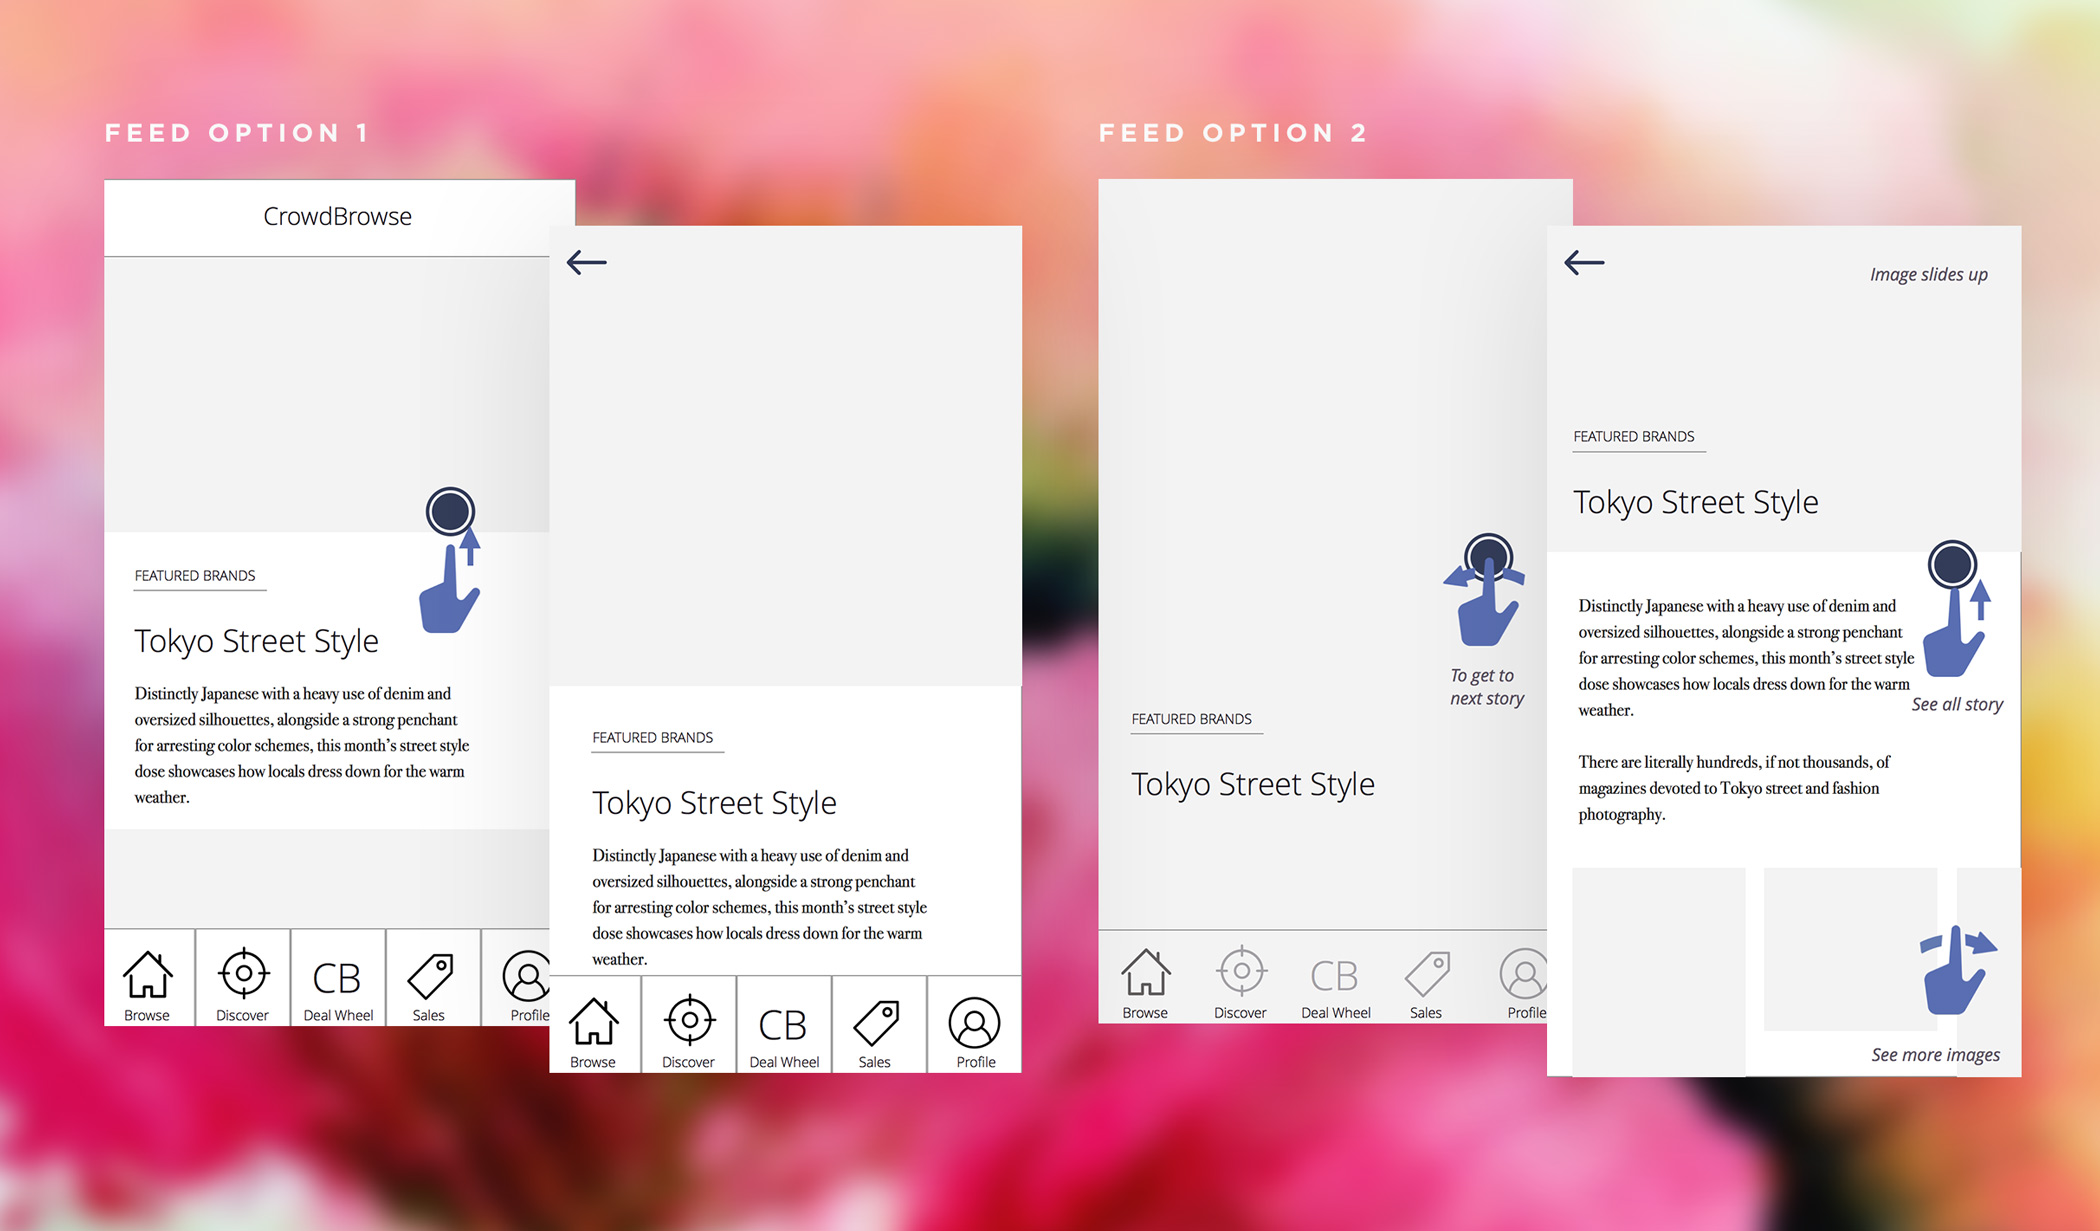 FEED OPTION 1
CrowdBrowse
FEATURED BRANDS
Tokyo Street Style
Distinctly Japanese with a heavy use of denim and
oversized silhouettes, alongside a strong penchant
for arresting color schemes, this month's street style
dose showcases how locals dress down for the warm
weather.
CB
Browse
Discover
Deal Wheel
Sales
Profile
FEATURED BRANDS
Tokyo Street Style
Distinctly Japanese with a heavy use of denim and
oversized silhouettes, alongside a strong penchant
for arresting color schemes, this month's street style
dose showcases how locals dress down for the warm
weather.
CB
Browse
Discover
Deal Wheel
Sales
Profile
FEED OPTION 2
To get to
next story
FEATURED BRANDS
Tokyo Street Style
CB
Browse
Discover
Deal Wheel
Sales
Profile
Image slides up
FEATURED BRANDS
Tokyo Street Style
Distinctly Japanese with a heavy use of denim and
oversized silhouettes, alongside a strong penchant
for arresting color schemes, this month's street style
dose showcases how locals dress down for the warm
weather.
See all story
There are literally hundreds, if not thousands, of
magazines devoted to Tokyo street and fashion
photography.
See more images